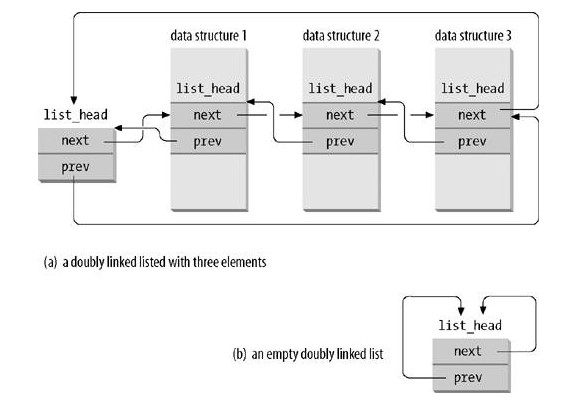 data structure 1
data structure 2
data structure 3
list_head
list_head
list_head
list_head
next
next
next
next
prev
prev
prev
prev
(a) a doubly linked listed with three elements
list_head
(b) an empty doubly linked list
next
prev